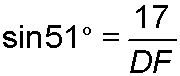 sin51° = 17/DF